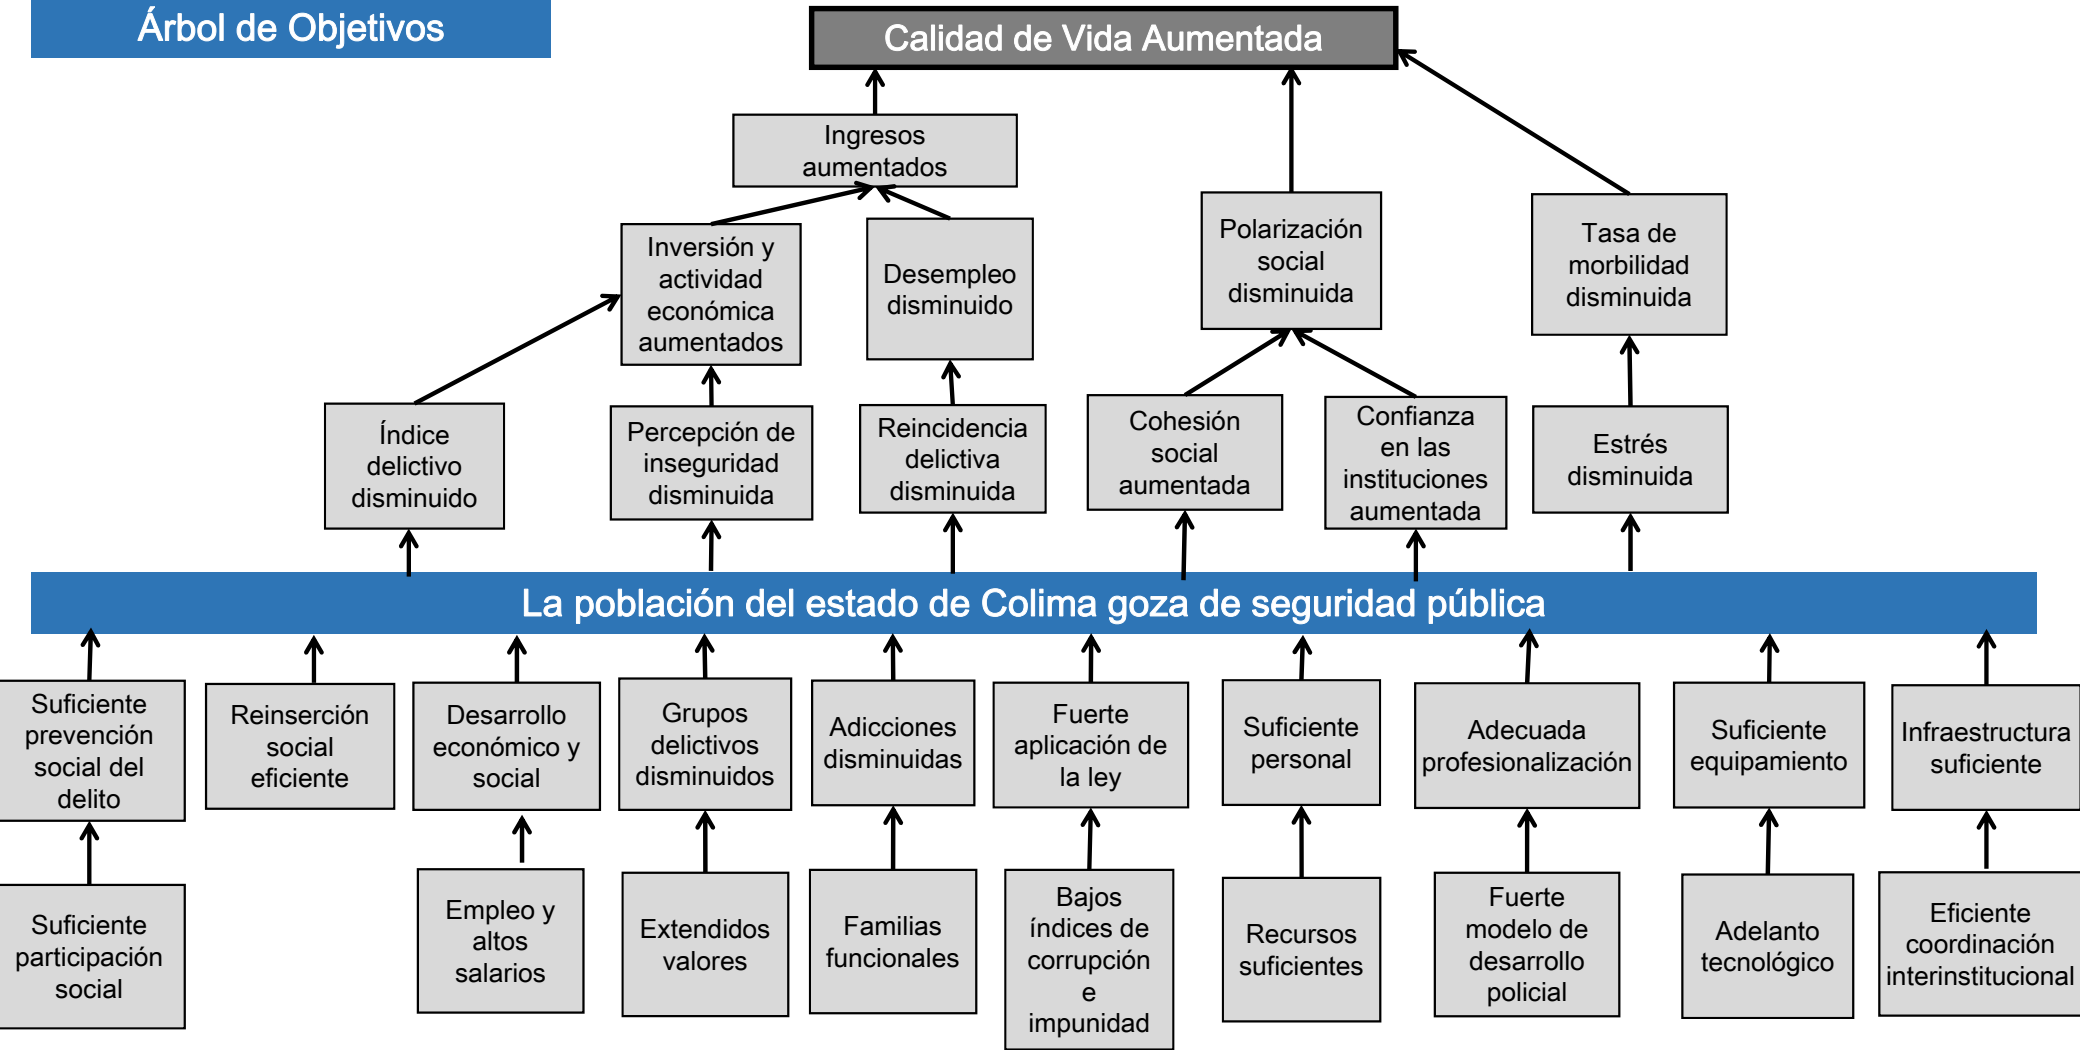 Árbol de Objetivos
Calidad de Vida Aumentada
Ingresos
aumentados
Inversión y
actividad
económica
aumentados
Desempleo
disminuido
Polarización
social
disminuida
Tasa de
morbilidad
disminuida
Índice
delictivo
disminuido
Percepción de
inseguridad
disminuida
Reincidencia
delictiva
disminuida
Cohesión
social
aumentada
Confianza
en las
instituciones
aumentada
Estrés
disminuida
La población del estado de Colima goza de seguridad pública
Suficiente
prevención
social del
delito
Reinserción
social
eficiente
Desarrollo
económico y
social
Grupos
delictivos
disminuidos
Adicciones
disminuidas
Fuerte
aplicación de
la ley
Suficiente
personal
Adecuada
profesionalización
Suficiente
equipamiento
Infraestructura
suficiente
Suficiente
participación
social
Empleo y
altos
salarios
Extendidos
valores
Familias
funcionales
Bajos
índices de
corrupción
e
impunidad
Recursos
suficientes
Fuerte
modelo de
desarrollo
policial
Adelanto
tecnológico
Eficiente
coordinación
interinstitucional